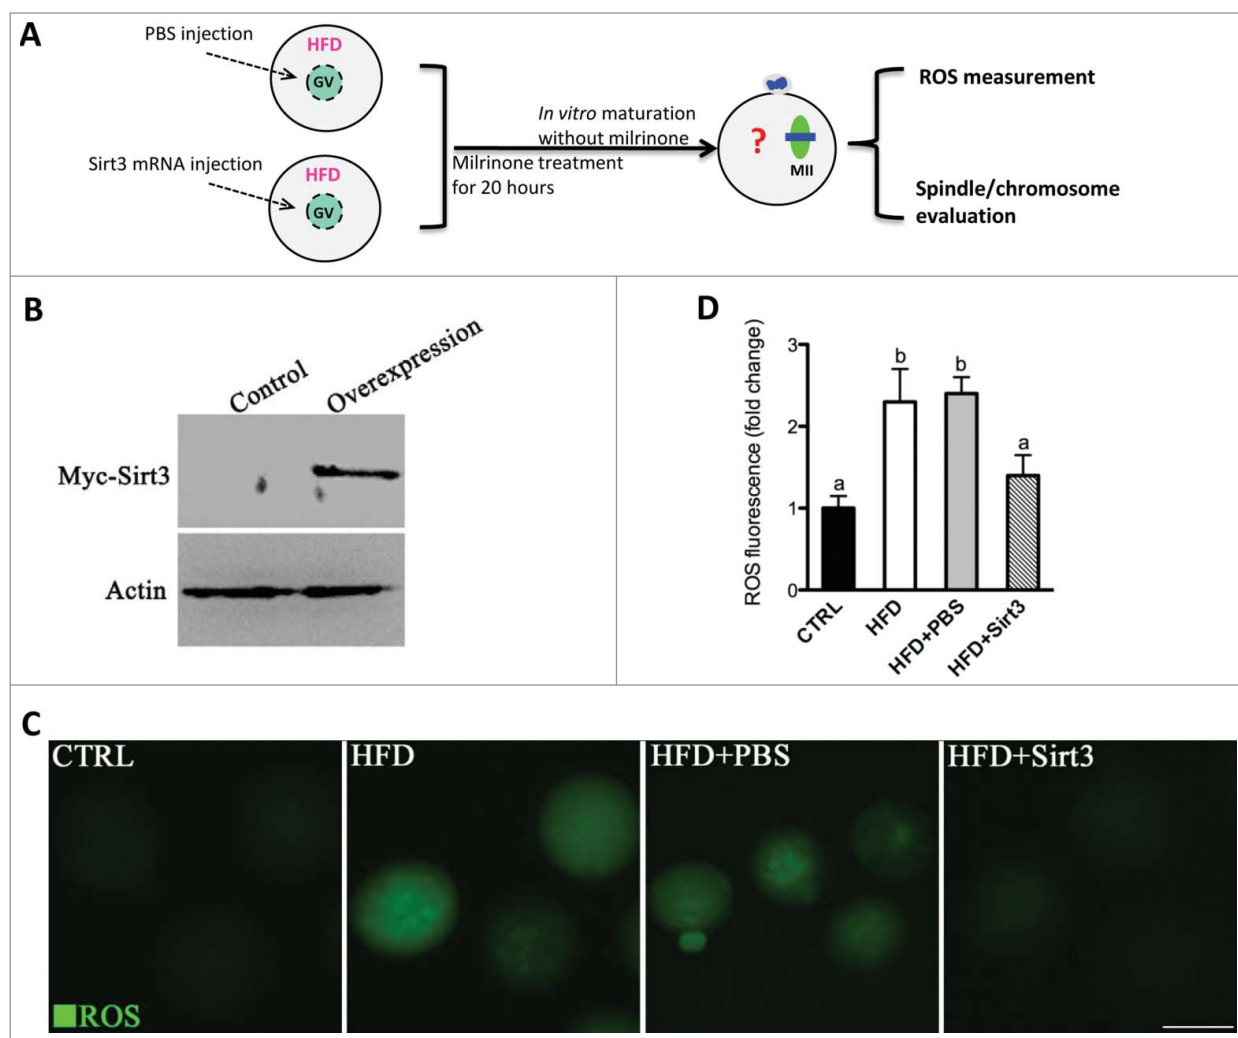 A
PBS injection
HFD
GV
Sirt3 mRNA injection
HFD
GV
In vitro maturation
without milrinone
Milrinone treatment
for 20 hours
?
MII
ROS measurement
Spindle/chromosome
evaluation
B
Control
Overexpression
Myc-Sirt3
Actin
D
ROS fluorescence (fold change)
3
2
1
0
a
b
b
a
CTRL
HFD
HFD+PBS
HFD+Sirt3
C
CTRL
HFD
HFD+PBS
HFD+Sirt3
ROS